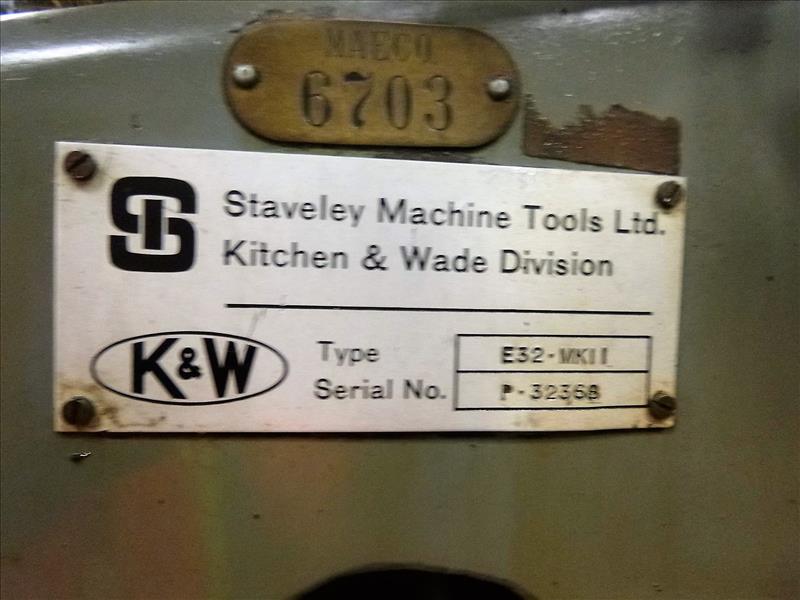 MAECO
6703
Staveley Machine Tools Ltd.
Kitchen & Wade Division
K&W
Type E32-MKII
Serial No. P-32368